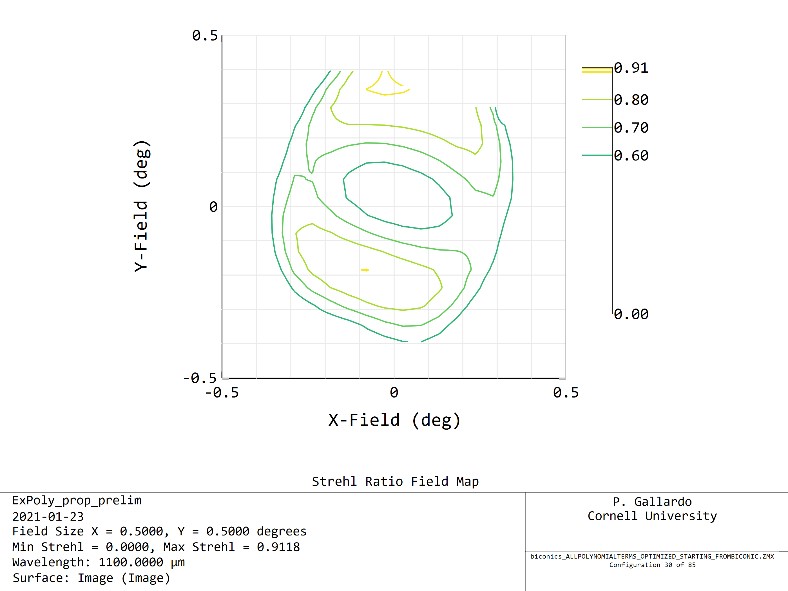 0.5
0
-0.5
-0.5
0
0.5
Y-Field (deg)
X-Field (deg)
0.91
0.80
0.70
0.60
0.00
Strehl Ratio Field Map
ExPoly_prop_prelim
2021-01-23
Field Size X = 0.5000, Y = 0.5000 degrees
Min Strehl = 0.0000, Max Strehl = 0.9118
Wavelength: 1100.0000 µm
Surface: Image (Image)
P. Gallardo
Cornell University
biconics_ALLPOLYNOMIALTERMS_OPTIMIZED_STARTING_FROMBICONIC.ZMX
Configuration 30 of 85